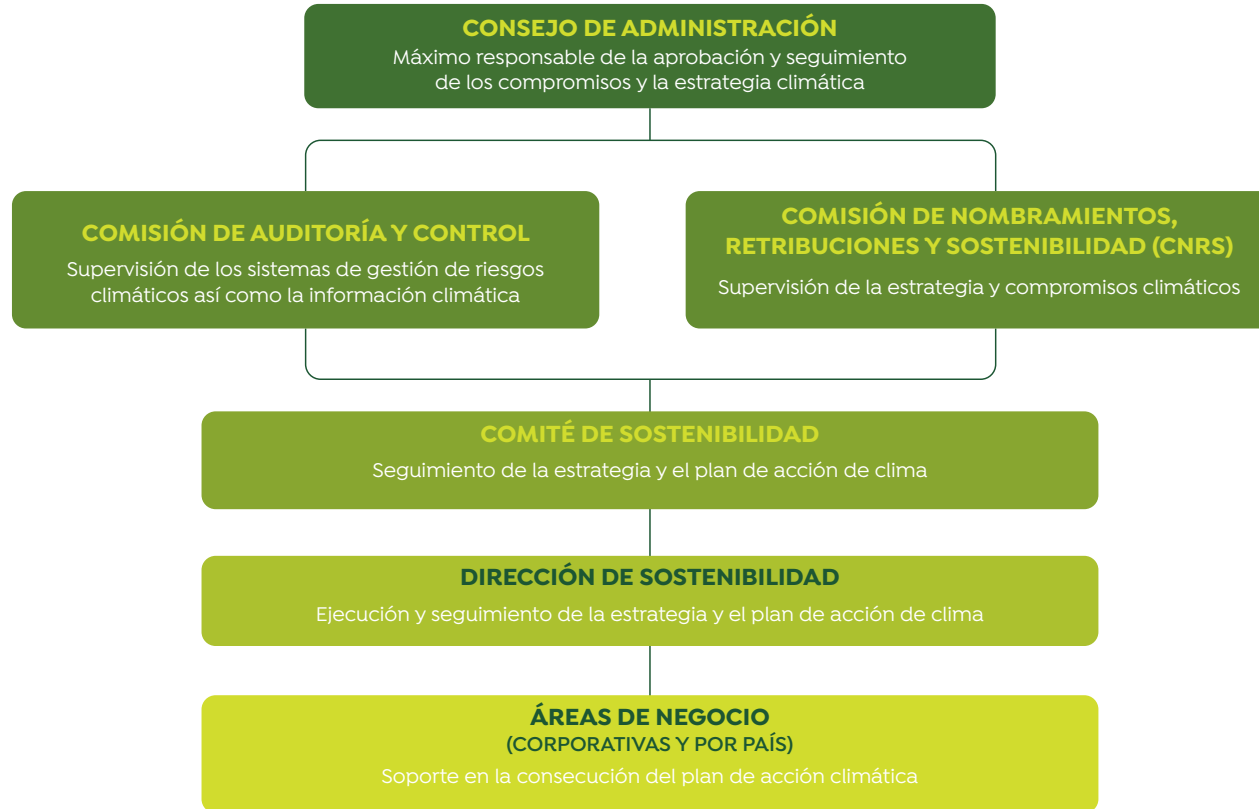 CONSEJO DE ADMINISTRACIÓN
Máximo responsable de la aprobación y seguimiento
de los compromisos y la estrategia climática
COMISIÓN DE AUDITORÍA Y CONTROL
Supervisión de los sistemas de gestión de riesgos
climáticos así como la información climática
COMISIÓN DE NOMBRAMIENTOS,
RETRIBUCIONES Y SOSTENIBILIDAD (CNRS)
Supervisión de la estrategia y compromisos climáticos
COMITÉ DE SOSTENIBILIDAD
Seguimiento de la estrategia y el plan de acción de clima
DIRECCIÓN DE SOSTENIBILIDAD
Ejecución y seguimiento de la estrategia y el plan de acción de clima
ÁREAS DE NEGOCIO
(CORPORATIVAS Y POR PAÍS)
Soporte en la consecución del plan de acción climática